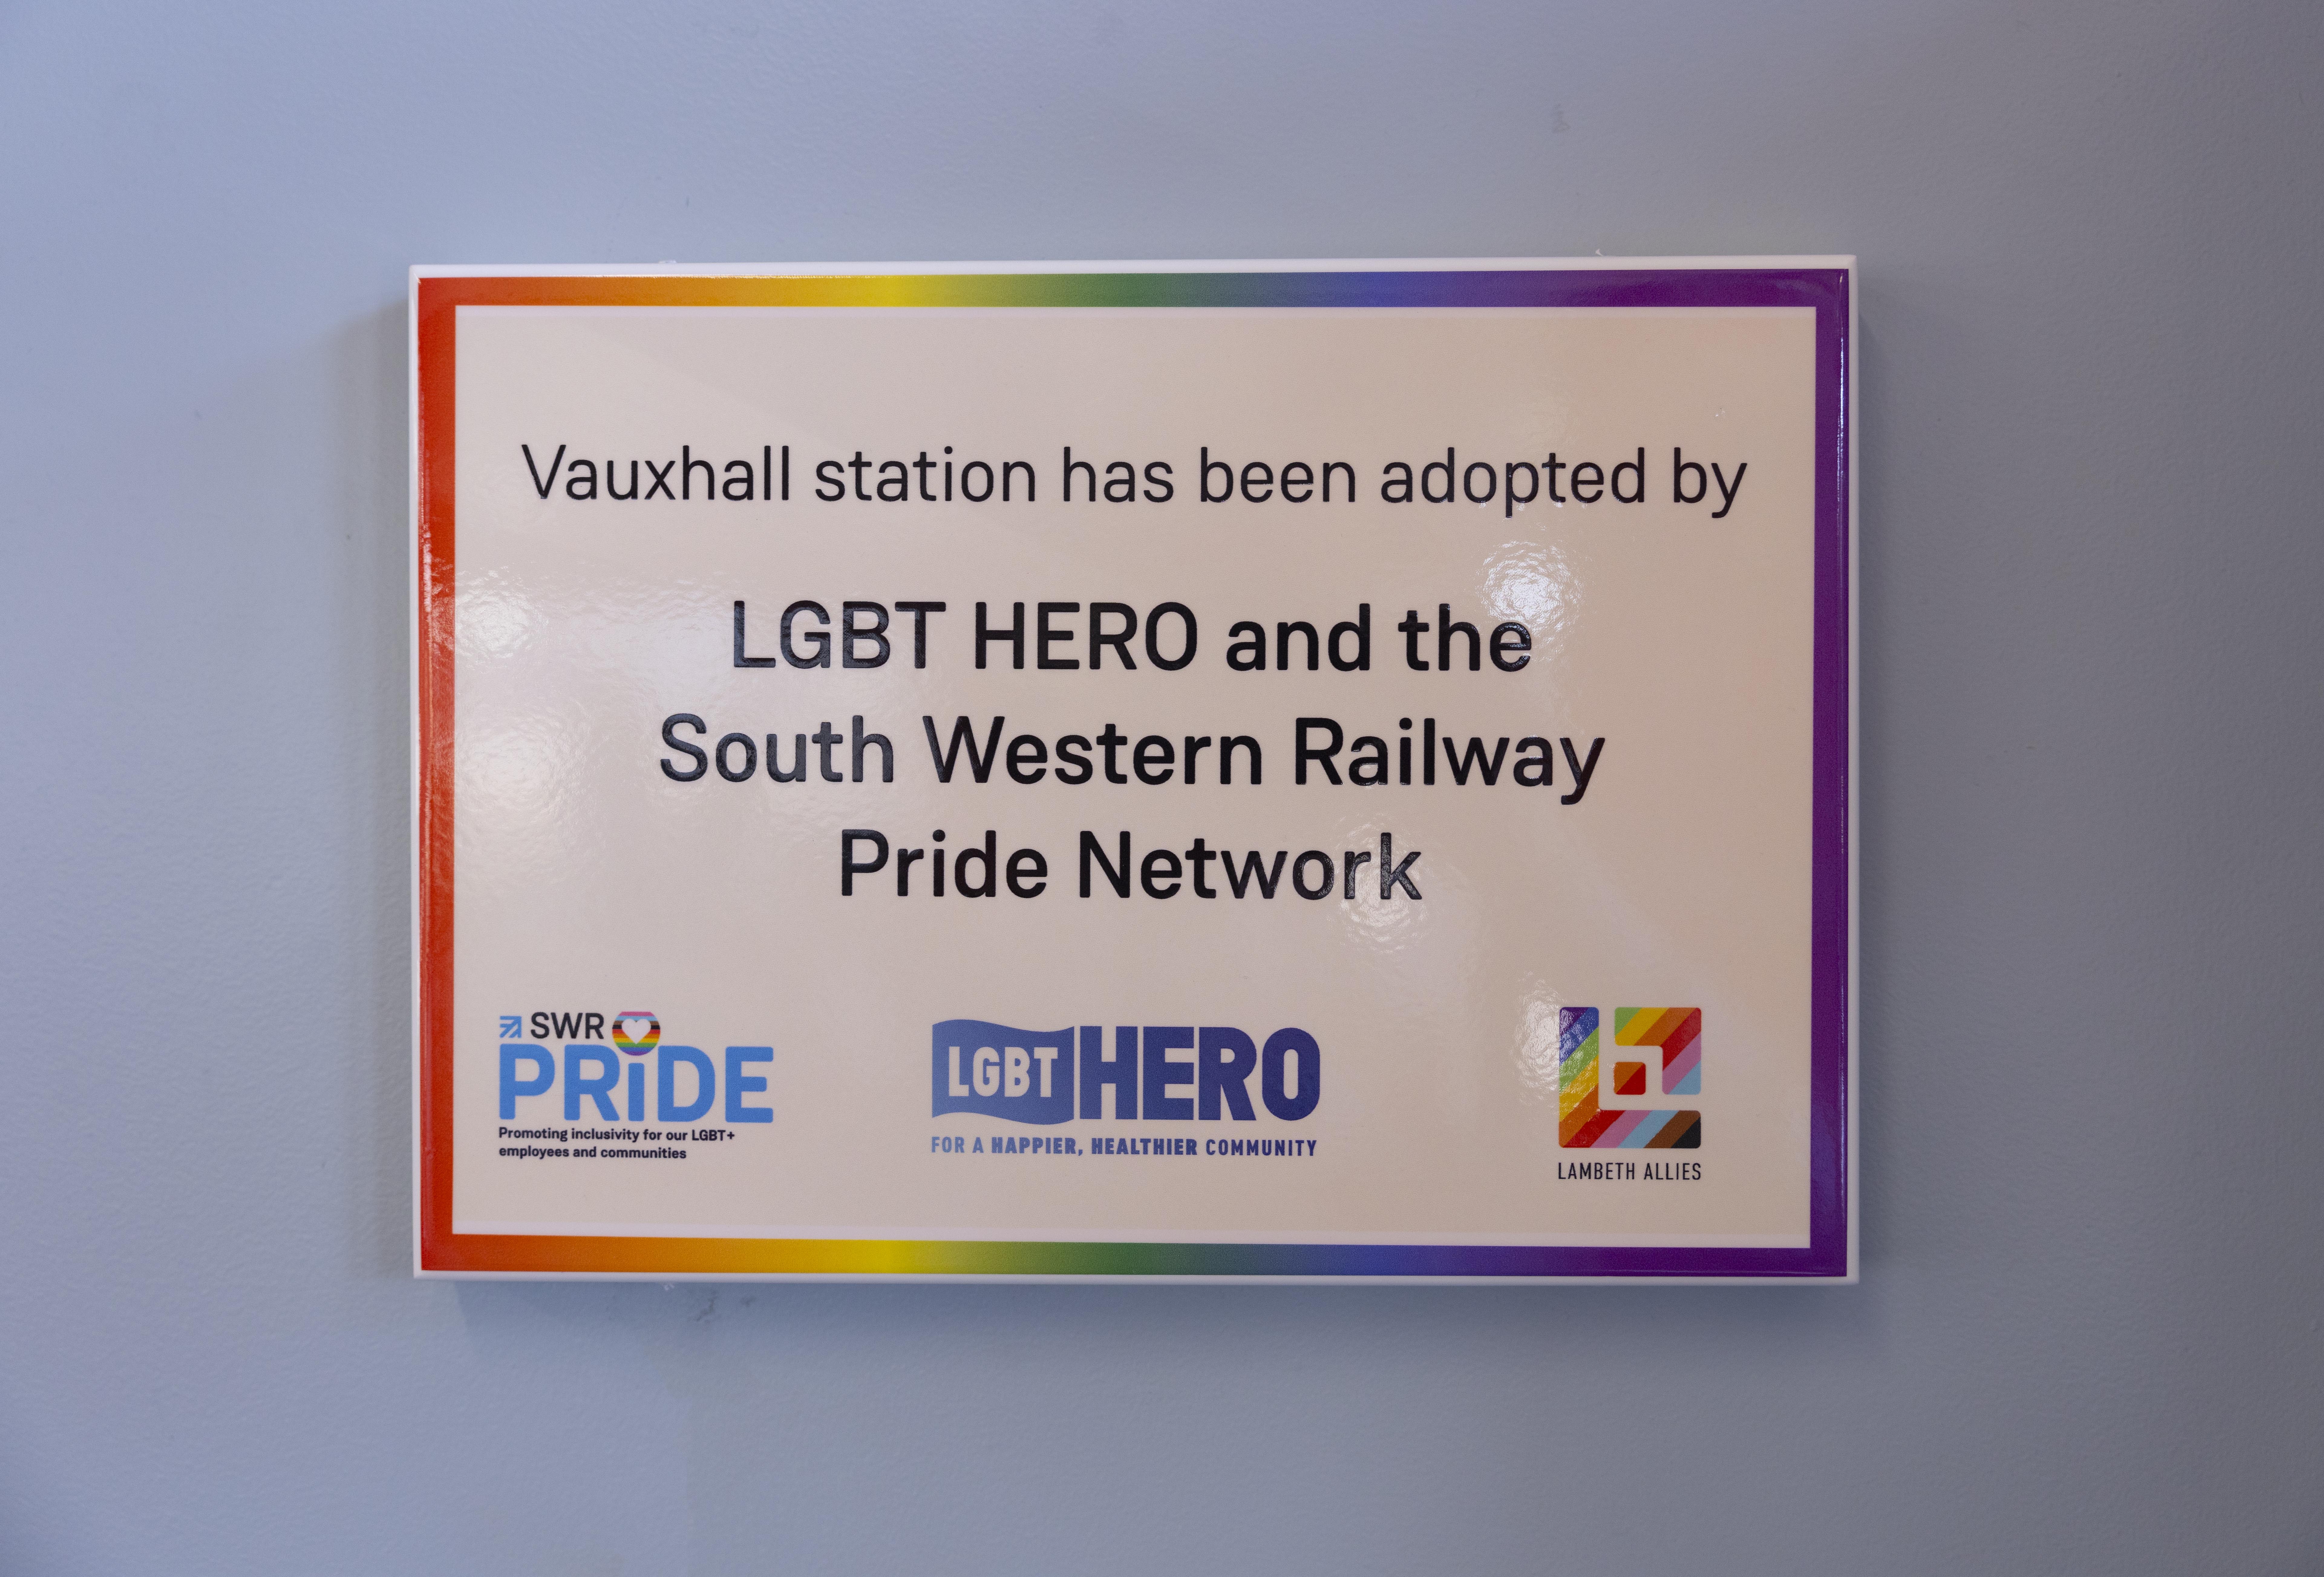 Vauxhall station has been adopted by
LGBT HERO and the
South Western Railway
Pride Network
SWR
PRiDE
Promoting inclusivity for our LGBT+
employees and communities
LGBT HERO
FOR A HAPPIER, HEALTHIER COMMUNITY
LAMBETH ALLIES